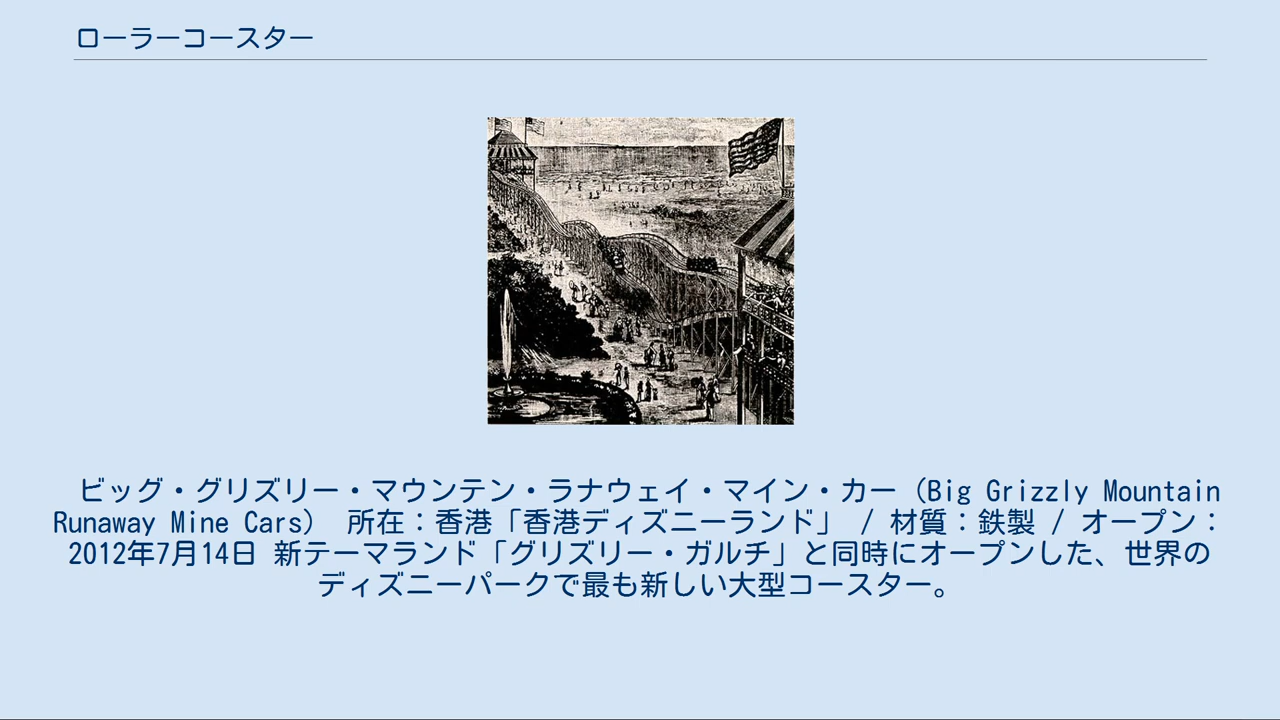 ローラーコースター
ビッグ・グリズリー・マウンテン・ラナウェイ・マイン・カー（Big Grizzly Mountain
Runaway Mine Cars） 所在：香港「香港ディズニーランド」 / 材質：鉄製 / オープン：
2012年7月14日 新テーマランド「グリズリー・ガルチ」と同時にオープンした、世界の
ディズニーパークで最も新しい大型コースター。